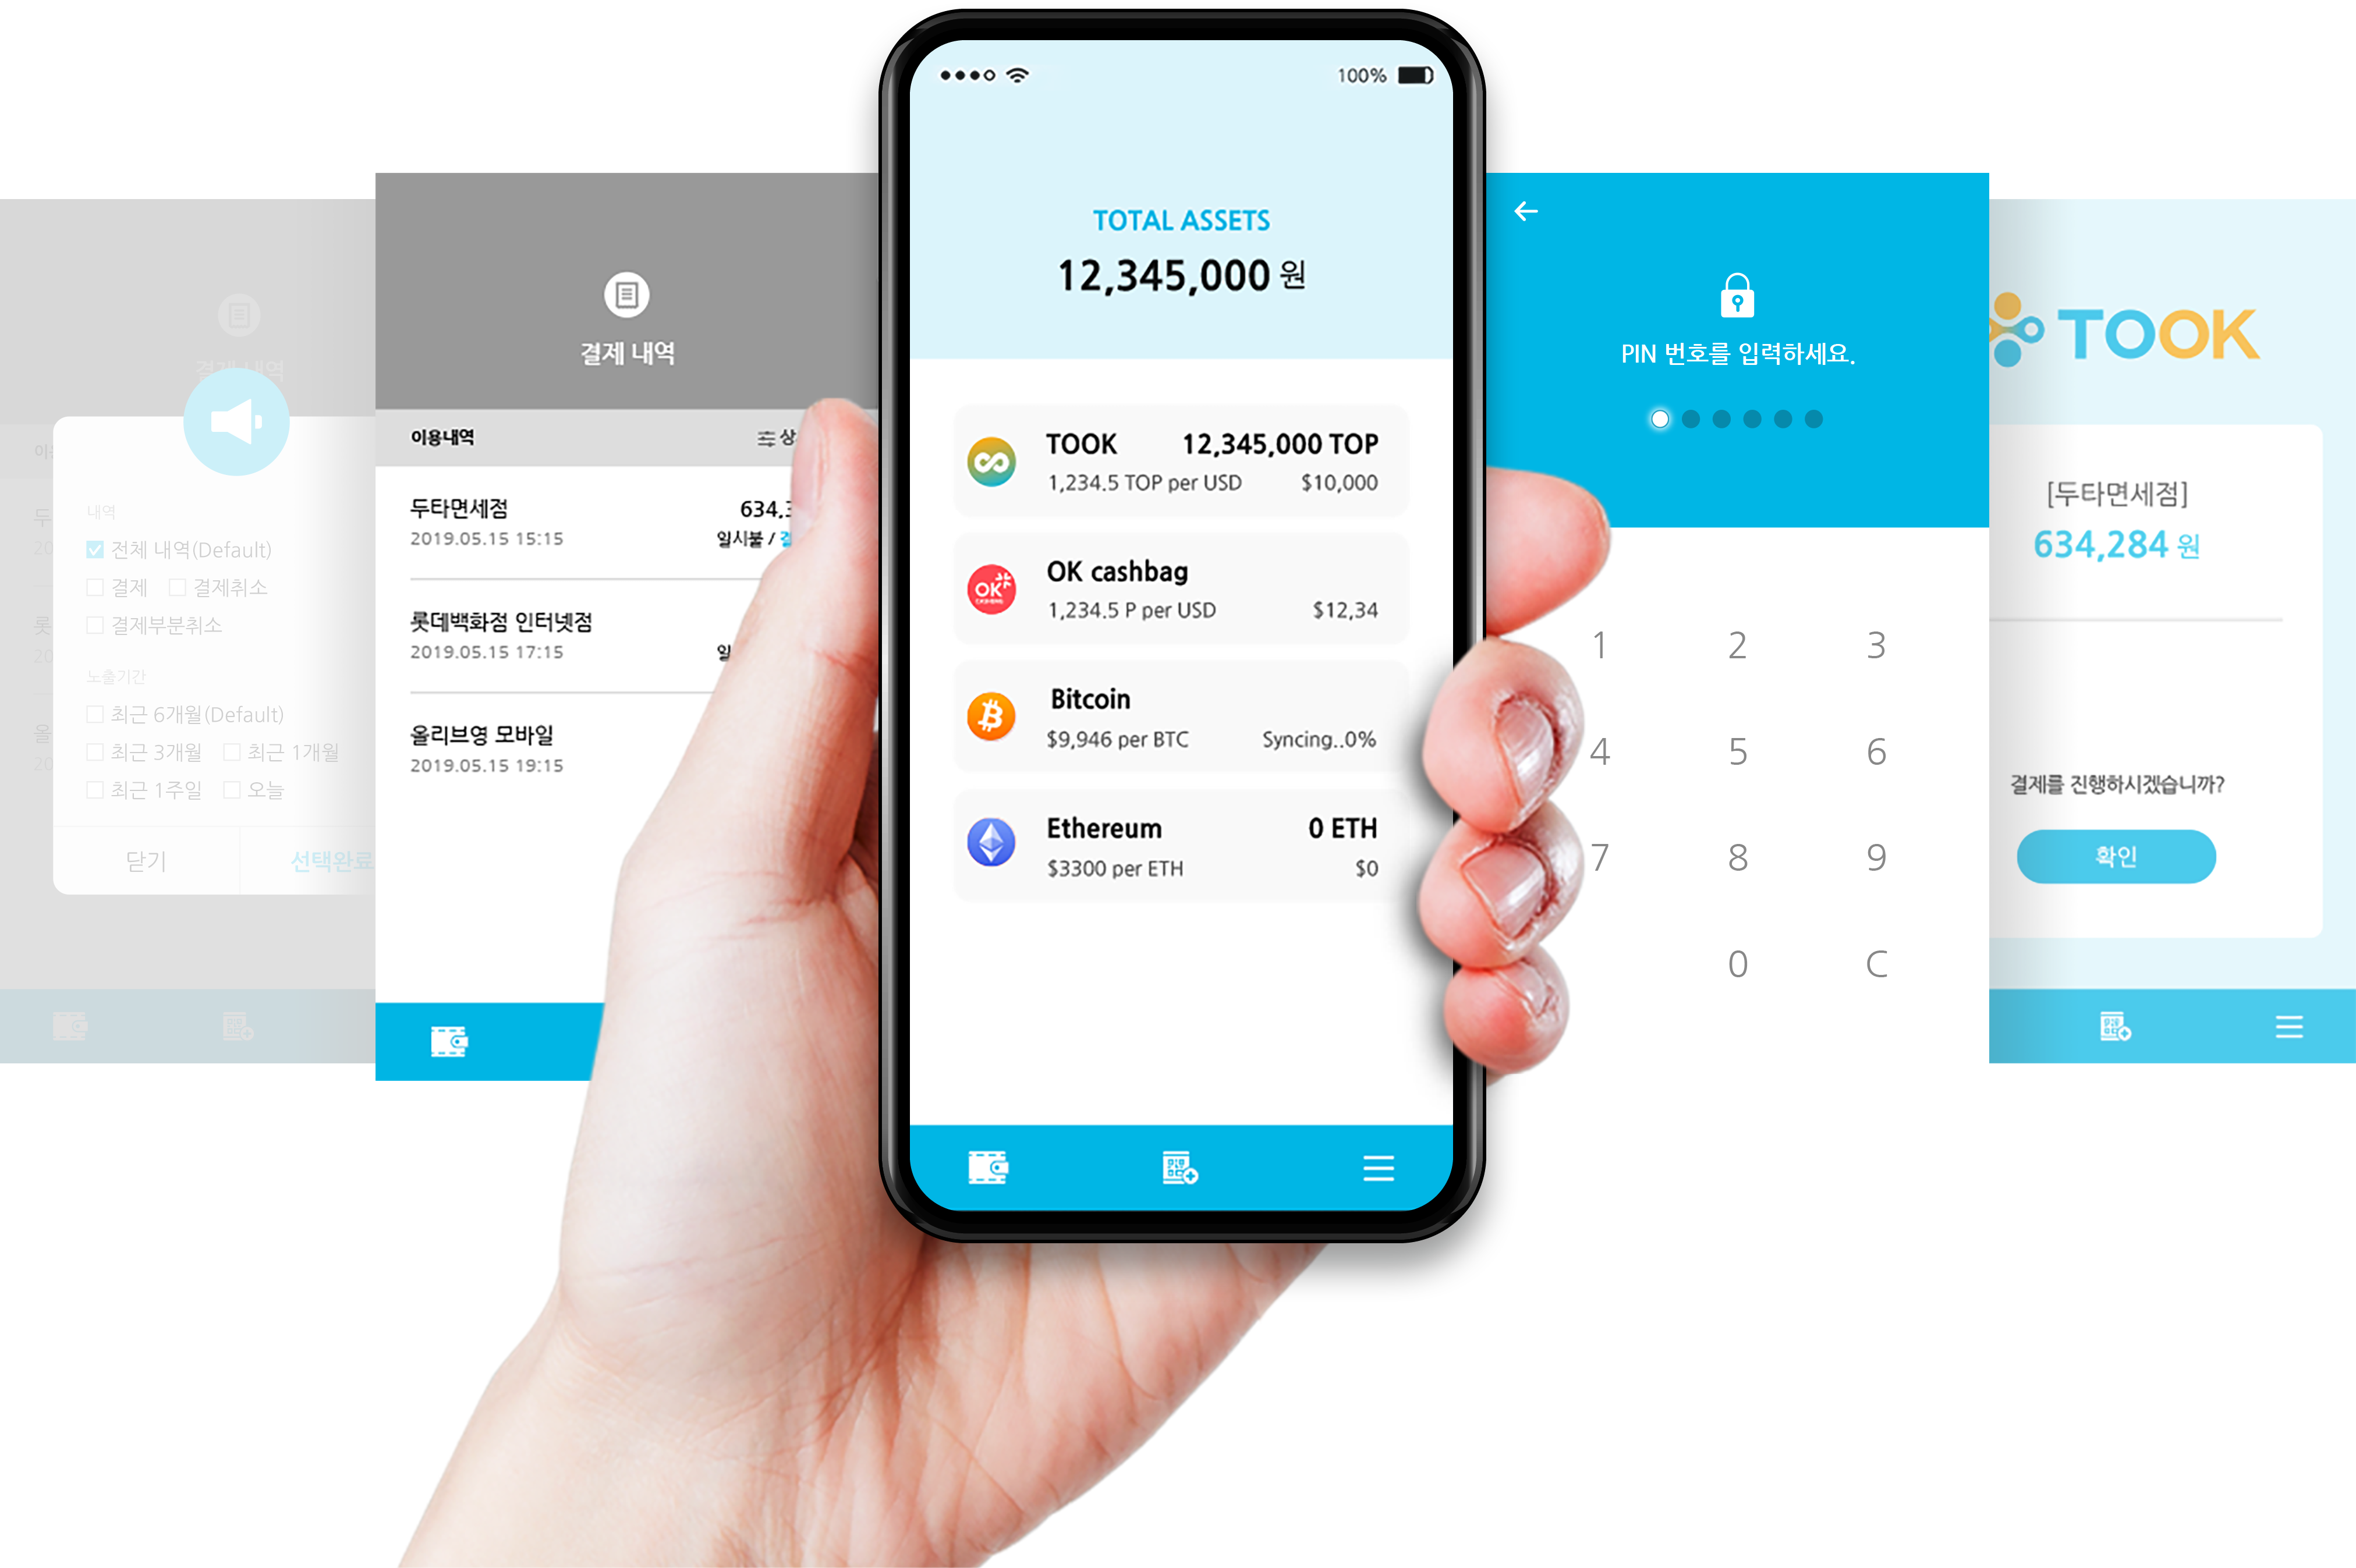 결제 내역
내역
전체 내역(Default)
결제 결제취소
결제부분취소
노출기간
최근 6개월(Default)
최근 3개월 최근 1개월
최근 1주일 오늘
닫기 선택완료
결제 내역
이용내역
두타면세점
2019.05.15 15:15
일시불 /
롯데백화점 인터넷점
2019.05.15 17:15
올리브영 모바일
2019.05.15 19:15
100%
TOTAL ASSETS
12,345,000 원
TOOK 12,345,000 TOP
1,234.5 TOP per USD $10,000
OK cashbag
1,234.5 P per USD $12,34
Bitcoin
$9,946 per BTC Syncing..0%
Ethereum 0 ETH
$3300 per ETH $0
PIN 번호를 입력하세요.
1 2 3
4 5 6
7 8 9
0 C
TOOK
[두타면세점]
634,284 원
결제를 진행하시겠습니까?
확인